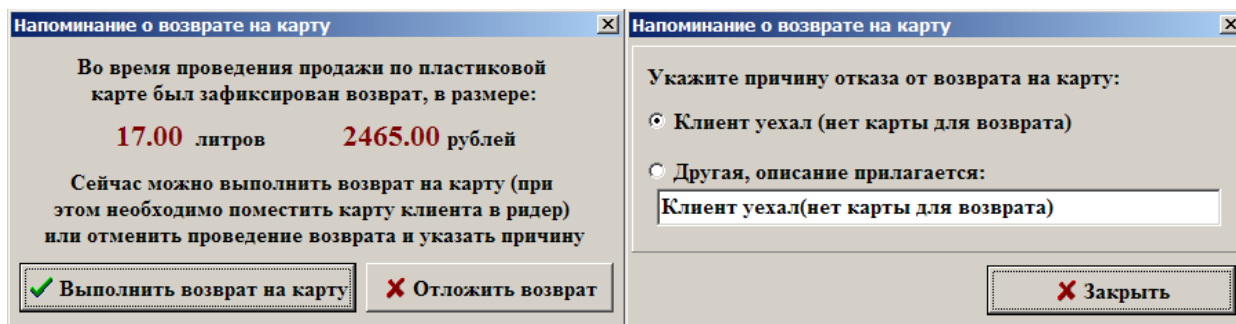 Напоминание о возврате на карту
Во время проведения продажи по пластиковой
карте был зафиксирован возврат, в размере:
17.00 литров 2465.00 рублей
Сейчас можно выполнить возврат на карту (при
этом необходимо поместить карту клиента в ридер)
или отменить проведение возврата и указать причину
Выполнить возврат на карту
Отложить возврат
Напоминание о возврате на карту
Укажите причину отказа от возврата на карту:
Клиент уехал (нет карты для возврата)
Другая, описание прилагается:
Клиент уехал(нет карты для возврата)
Закрыть